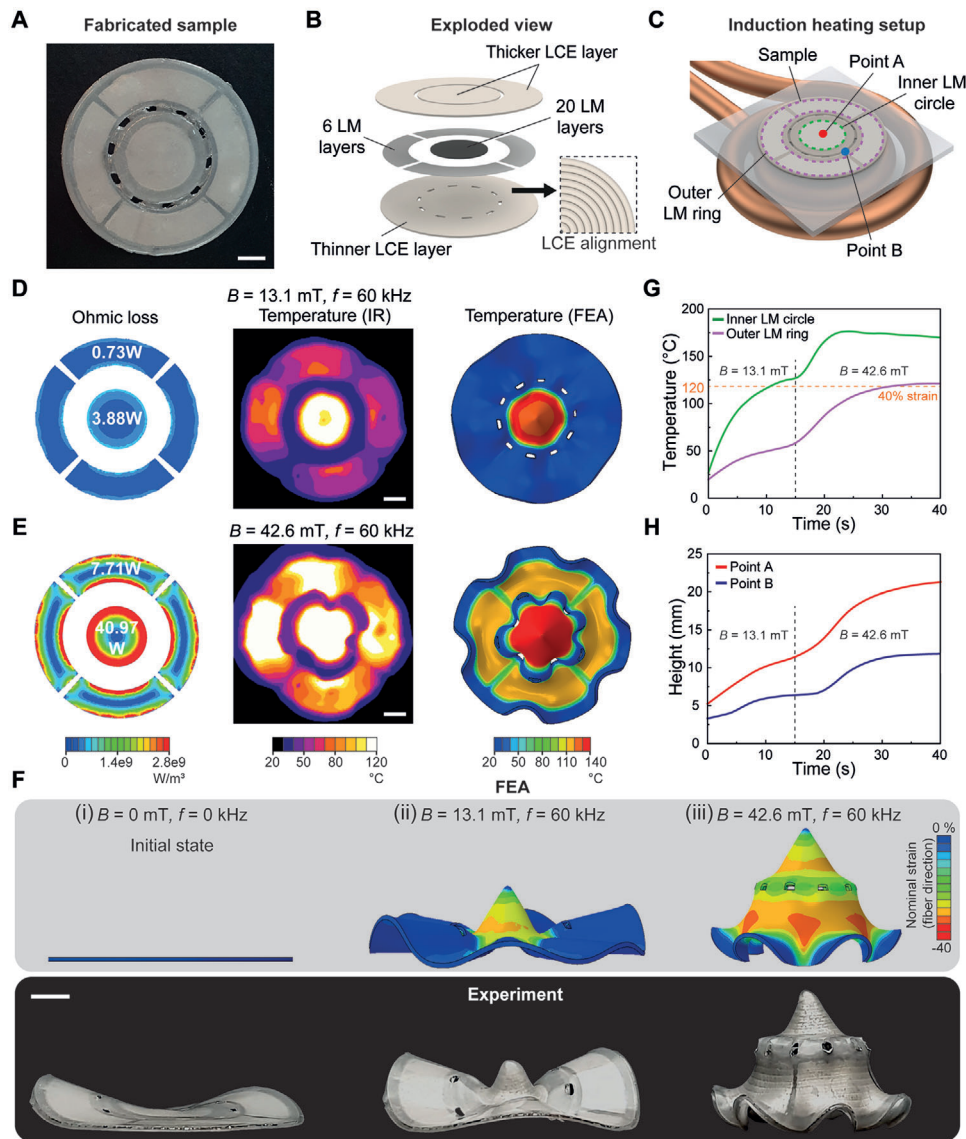 A
Fabricated sample
B
Exploded view
Thicker LCE layer
6 LM
layers
20 LM
layers
Thinner LCE layer
LCE alignment
C
Induction heating setup
Sample
Point A
Inner LM
circle
Outer
LM ring
Point B
D
B = 13.1 mT, f = 60 kHz
Ohmic loss
Temperature (IR)
Temperature (FEA)
0.73W
3.88W
E
B = 42.6 mT, f = 60 kHz
7.71W
40.97
W
0 1.4e9 2.8e9
W/m³
20 50 80 120
°C
20 50 80 110 140
°C
G
Inner LM circle
Outer LM ring
B = 13.1 mT
B = 42.6 mT
40% strain
Temperature (°C)
200
150
120
100
50
0
0 10 20 30 40
Time (s)
H
Point A
Point B
B = 13.1 mT
B = 42.6 mT
Height (mm)
25
20
15
10
5
0
0 10 20 30 40
Time (s)
F
FEA
(i) B = 0 mT, f = 0 kHz
Initial state
(ii) B = 13.1 mT, f = 60 kHz
(iii) B = 42.6 mT, f = 60 kHz
0 %
Nominal strain
(fiber direction)
-40
Experiment